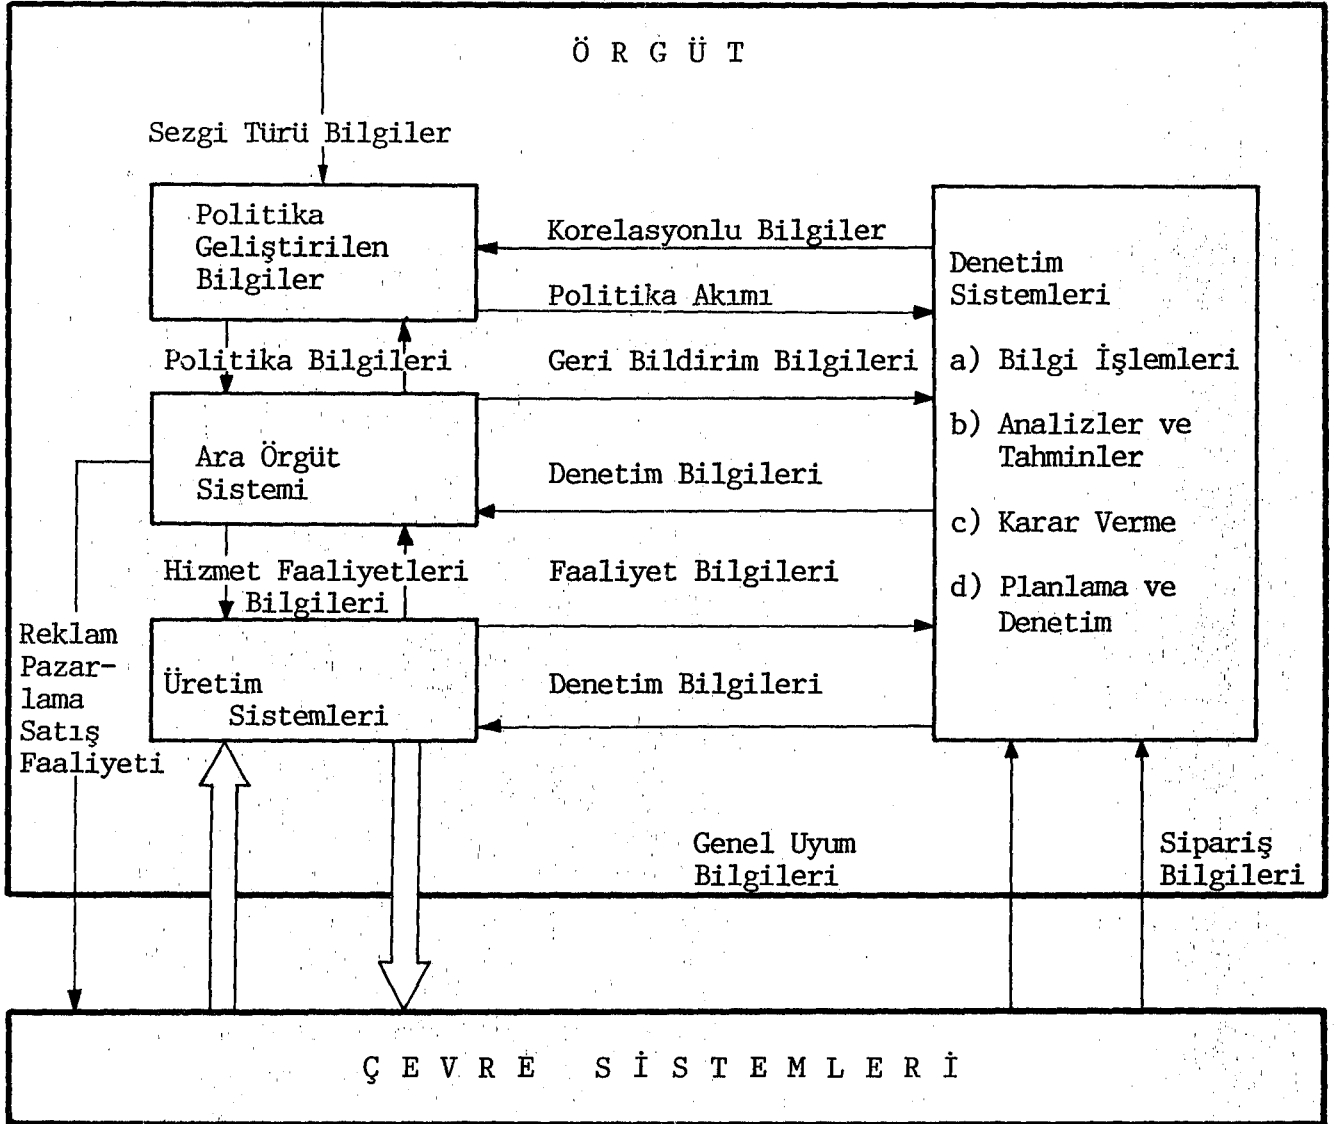 Ö R G Ü T
Sezgi Türü Bilgiler
Politika
Geliştirilen
Bilgiler
Korelasyonlu Bilgiler
Politika Akımı
Politika Bilgileri
Geri Bildirim Bilgileri
Ara Örgüt
Sistemi
Denetim Bilgileri
Hizmet Faaliyetleri
Bilgileri
Faaliyet Bilgileri
Üretim
Sistemleri
Denetim Bilgileri
Denetim
Sistemleri
a) Bilgi İşlemleri
b) Analizler ve
Tahminler
c) Karar Verme
d) Planlama ve
Denetim
Reklam
Pazar-
lama
Satış
Faaliyeti
Genel Uyum
Bilgileri
Sipariş
Bilgileri
Ç E V R E S İ S T E M L E R İ